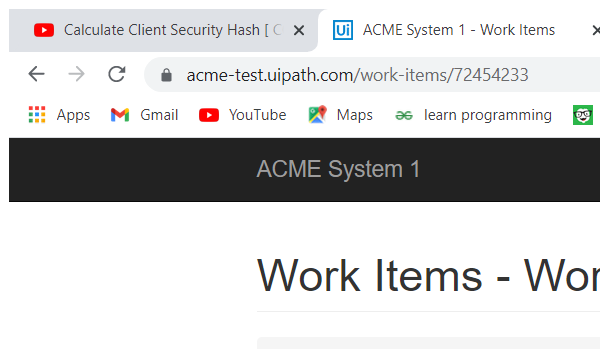 Calculate Client Security Hash [ C
Ui ACME System 1 - Work Items
acme-test.uipath.com/work-items/72454233
Apps Gmail YouTube Maps learn programming
ACME System 1
Work Items - Wor